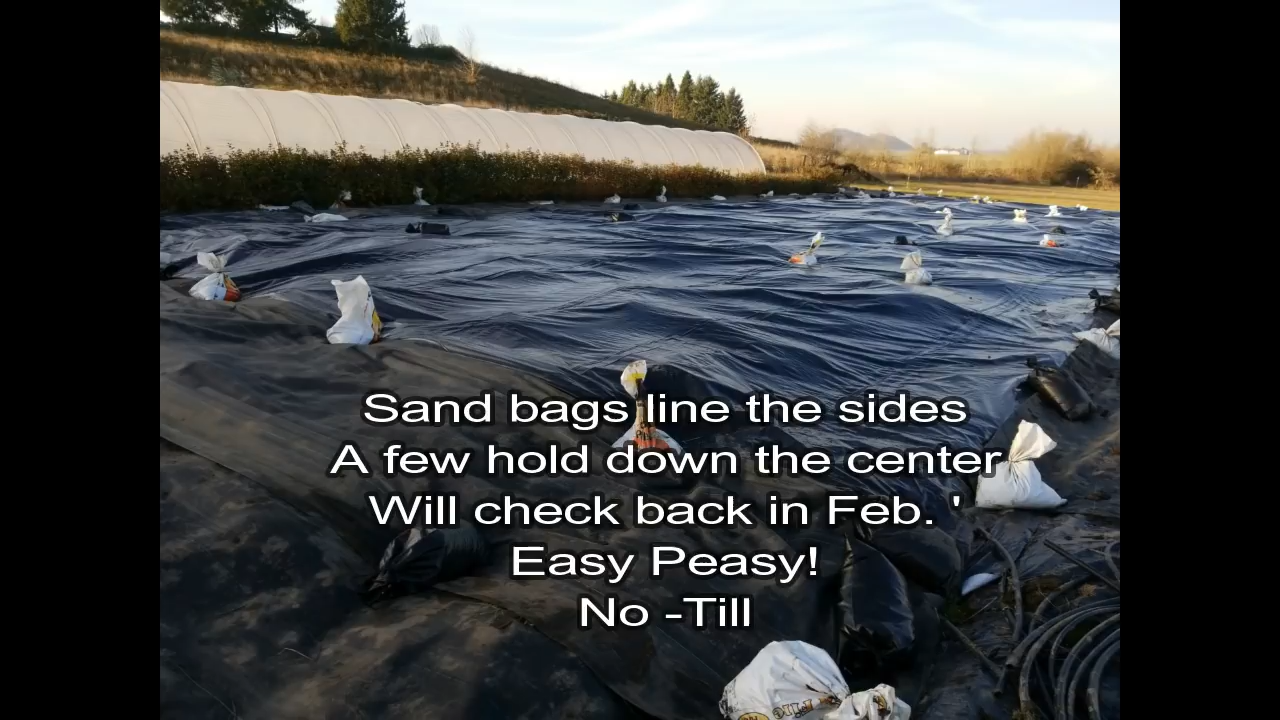 Sand bags line the sides
A few hold down the center
Will check back in Feb. '
Easy Peasy!
No -Till